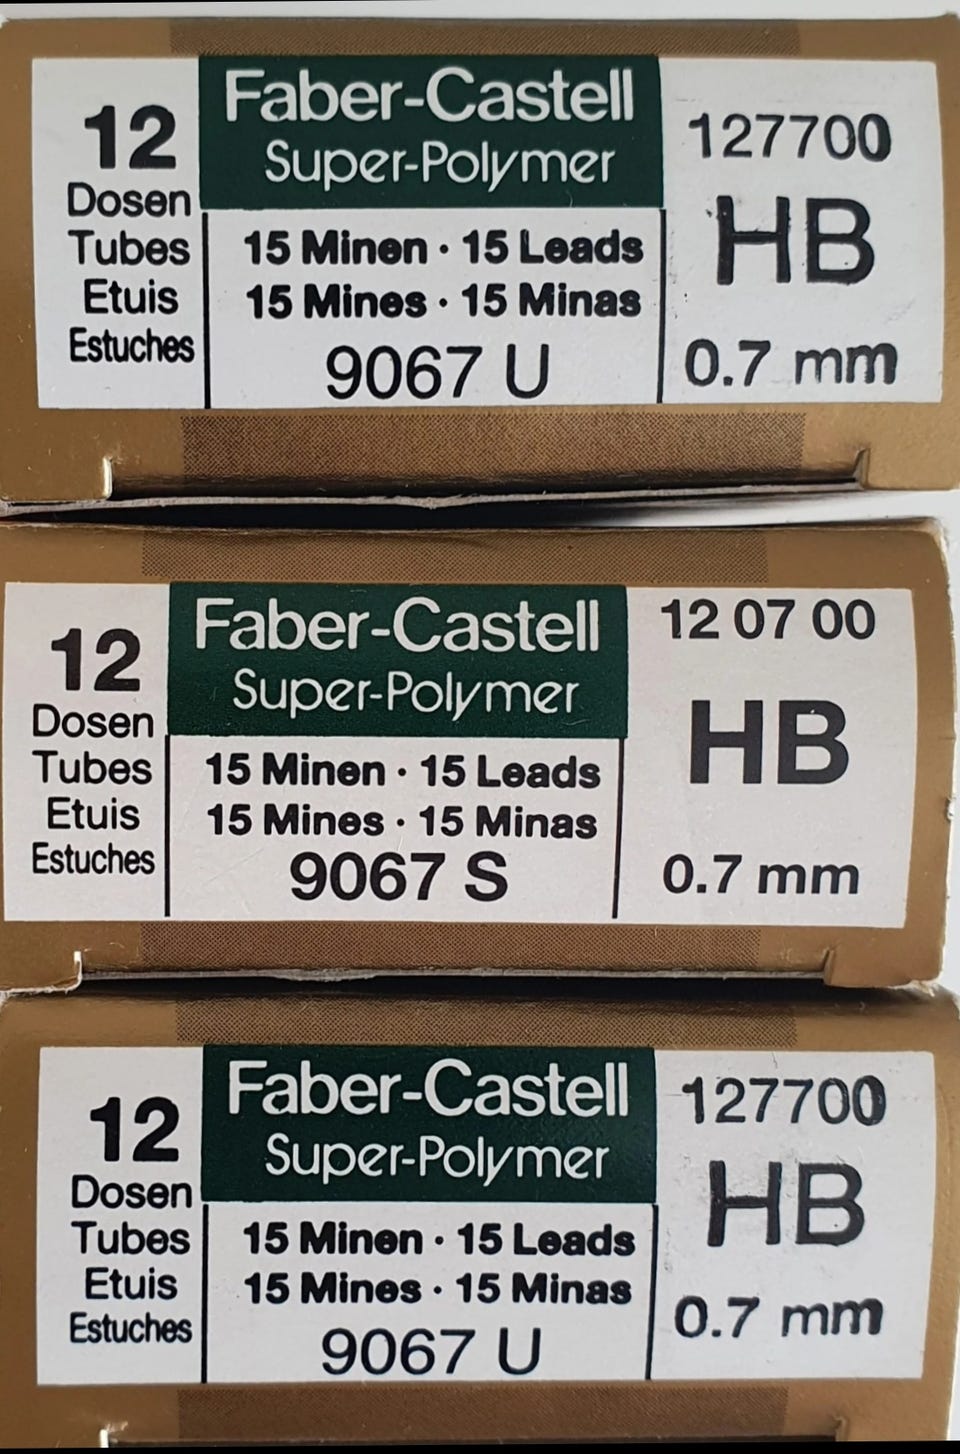 12
Dosen
Tubes
Etuis
Estuches
Faber-Castell
Super-Polymer
15 Minen · 15 Leads
15 Mines · 15 Minas
9067 U
127700
HB
0.7 mm
12
Dosen
Tubes
Etuis
Estuches
Faber-Castell
Super-Polymer
15 Minen · 15 Leads
15 Mines · 15 Minas
9067 S
12 07 00
HB
0.7 mm
12
Dosen
Tubes
Etuis
Estuches
Faber-Castell
Super-Polymer
15 Minen · 15 Leads
15 Mines · 15 Minas
9067 U
127700
HB
0.7 mm